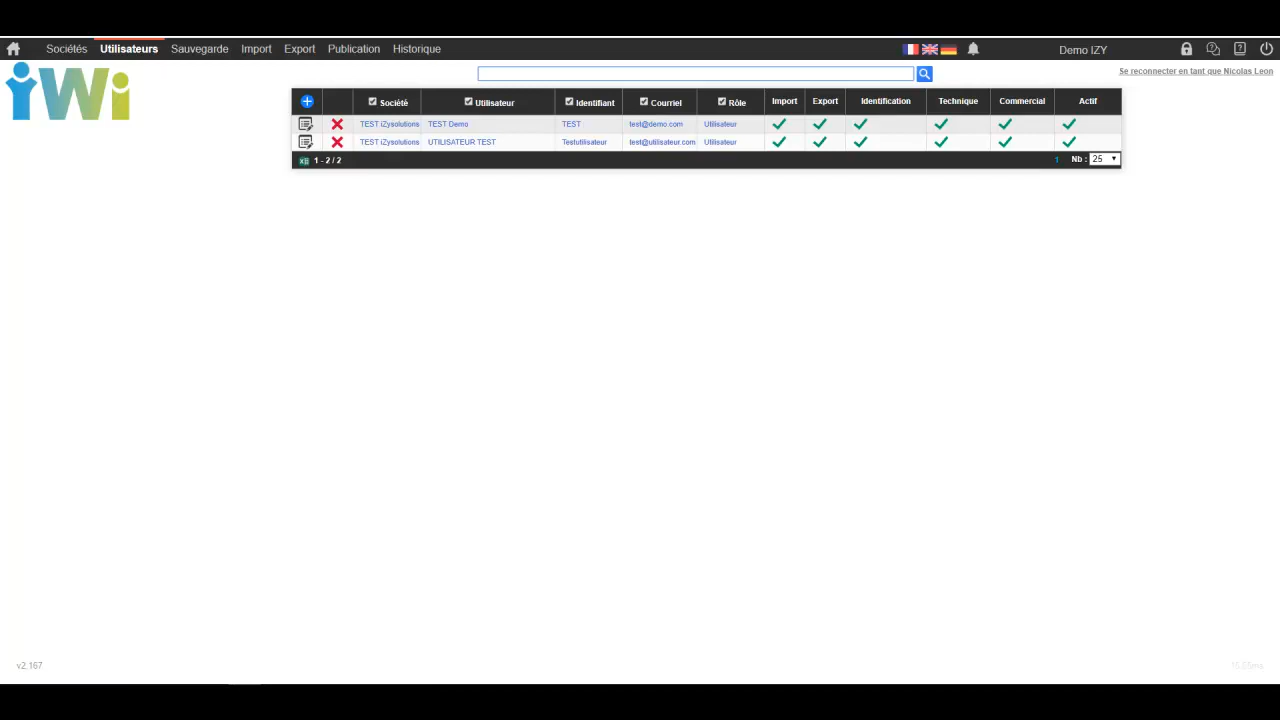 Sociétés Utilisateurs Sauvegarde Import Export Publication Historique Demo IZY
iWi
Se reconnecter en tant que Nicolas Leon
Société Utilisateur Identifiant Courriel Rôle Import Export Identification Technique Commercial Actif
TEST iZysolutions TEST Demo TEST test@demo.com Utilisateur
TEST iZysolutions UTILISATEUR TEST Testutilisateur test@utilisateur.com Utilisateur
1 - 2 / 2 1 Nb : 25
v2.167